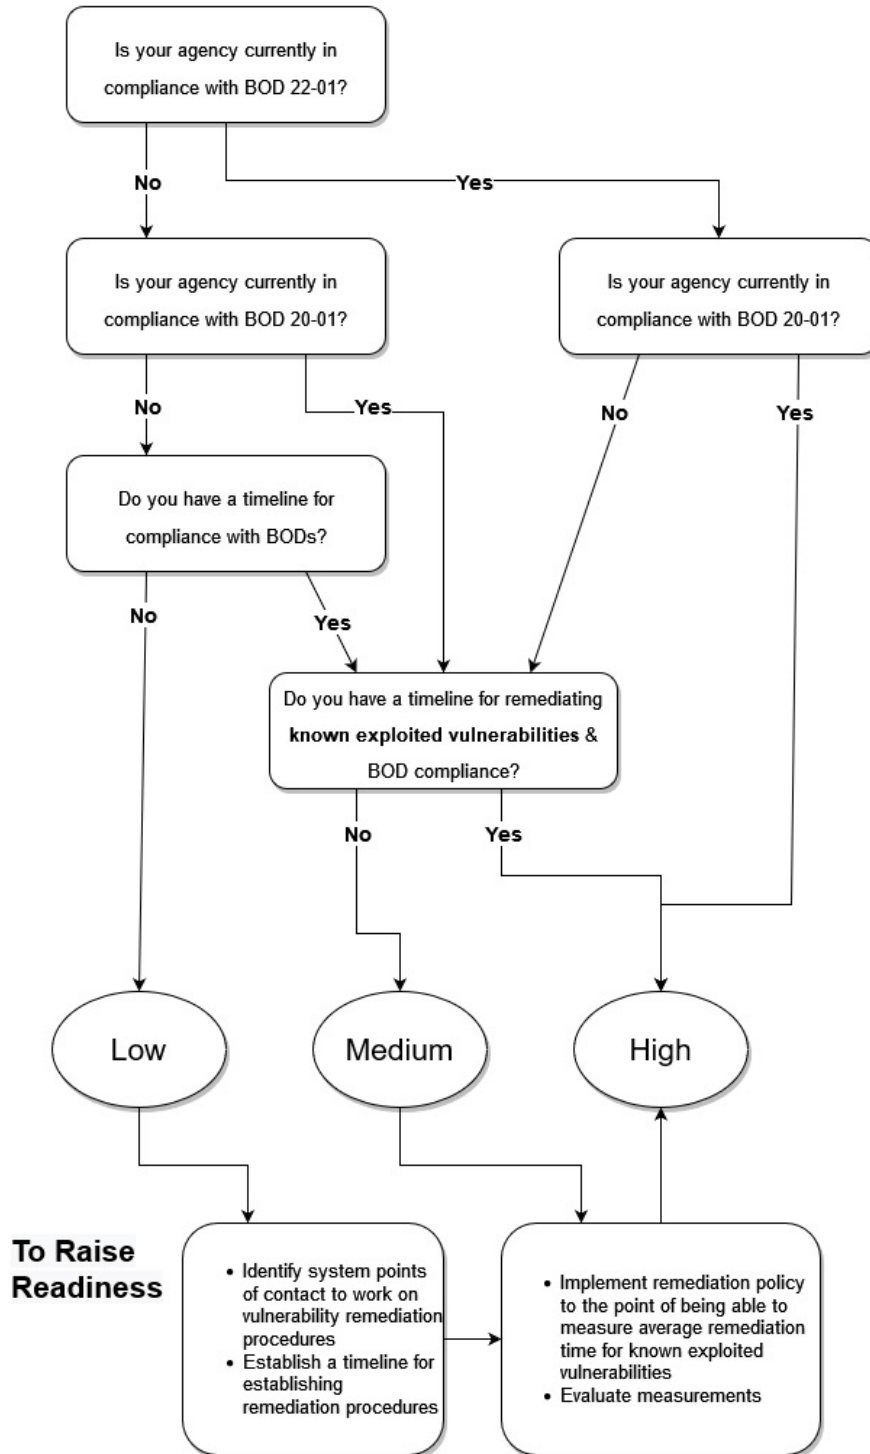 Is your agency currently in
compliance with BOD 22-01?
No
Yes
Is your agency currently in
compliance with BOD 20-01?
Is your agency currently in
compliance with BOD 20-01?
No
Yes
No
Yes
Do you have a timeline for
compliance with BODs?
No
Yes
Do you have a timeline for remediating
known exploited vulnerabilities &
BOD compliance?
No
Yes
Low
Medium
High
To Raise
Readiness
• Identify system points
of contact to work on
vulnerability remediation
procedures
• Establish a timeline for
establishing
remediation procedures
• Implement remediation policy
to the point of being able to
measure average remediation
time for known exploited
vulnerabilities
• Evaluate measurements